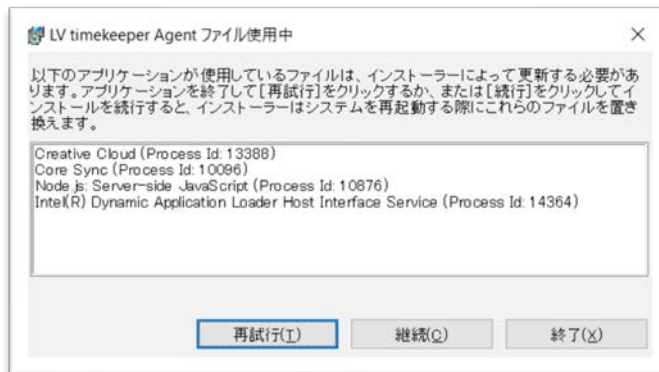 LV timekeeper Agent ファイル使用中
以下のアプリケーションが使用しているファイルは、インストーラーによって更新する必要があ
ります。アプリケーションを終了して[再試行]をクリックするか、または[続行]をクリックしてイ
ンストールを続行すると、インストーラーはシステムを再起動する際にこれらのファイルを置き
換えます。
Creative Cloud (Process Id: 13388)
Core Sync (Process Id: 10096)
Node.js: Server-side JavaScript (Process Id: 10876)
Intel(R) Dynamic Application Loader Host Interface Service (Process Id: 14364)
再試行(T) 継続(C) 終了(X)